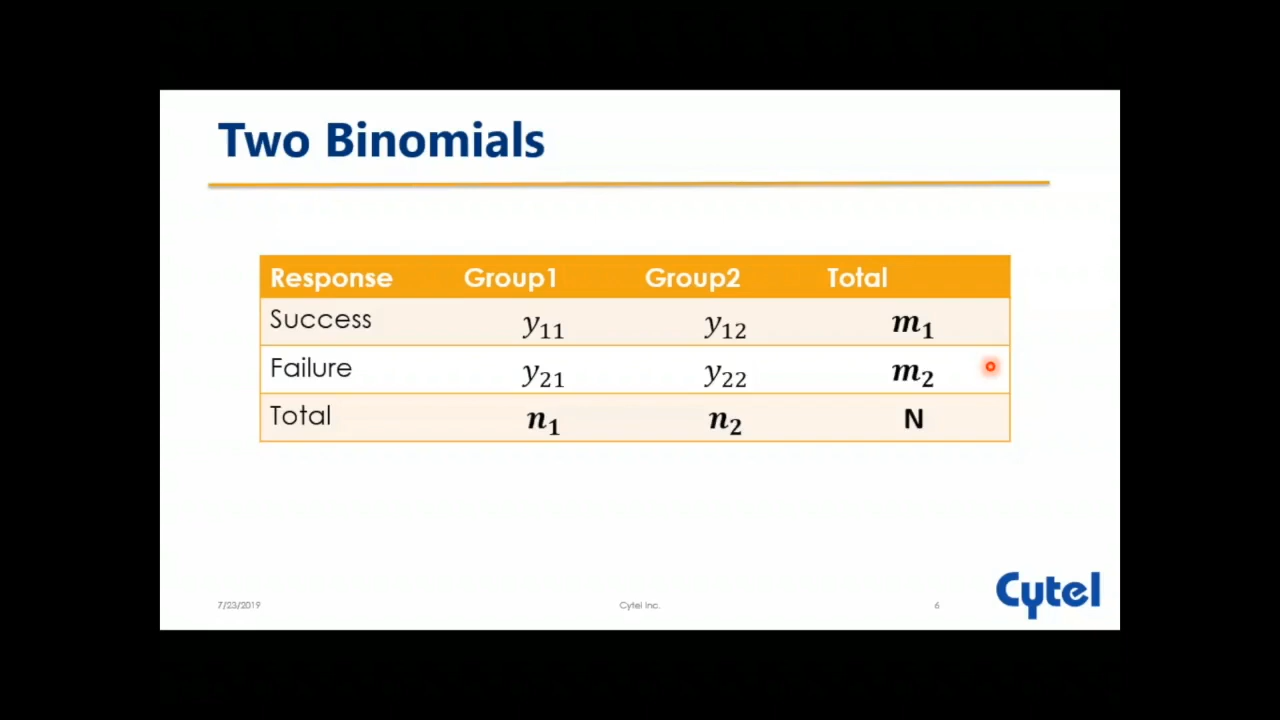 Two Binomials
Response Group1 Group2 Total
Success y₁₁ y₁₂ m₁
Failure y₂₁ y₂₂ m₂
Total n₁ n₂ N
7/23/2019 Cytel Inc. 6 Cytel